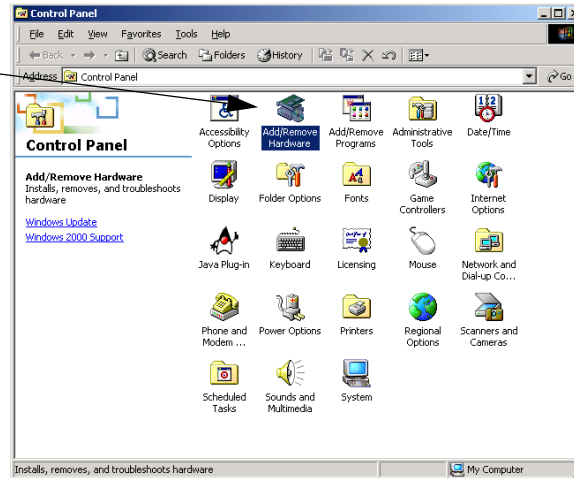 Control Panel
File Edit View Favorites Tools Help
Back Search Folders History
Address Control Panel Go
Control Panel
Add/Remove Hardware
Installs, removes, and troubleshoots
hardware
Windows Update
Windows 2000 Support
Accessibility
Options
Add/Remove
Hardware
Add/Remove
Programs
Administrative
Tools
Date/Time
Display
Folder Options
Fonts
Game
Controllers
Internet
Options
Java Plug-in
Keyboard
Licensing
Mouse
Network and
Dial-up Co...
Phone and
Modem ...
Power Options
Printers
Regional
Options
Scanners and
Cameras
Scheduled
Tasks
Sounds and
Multimedia
System
Installs, removes, and troubleshoots hardware
My Computer